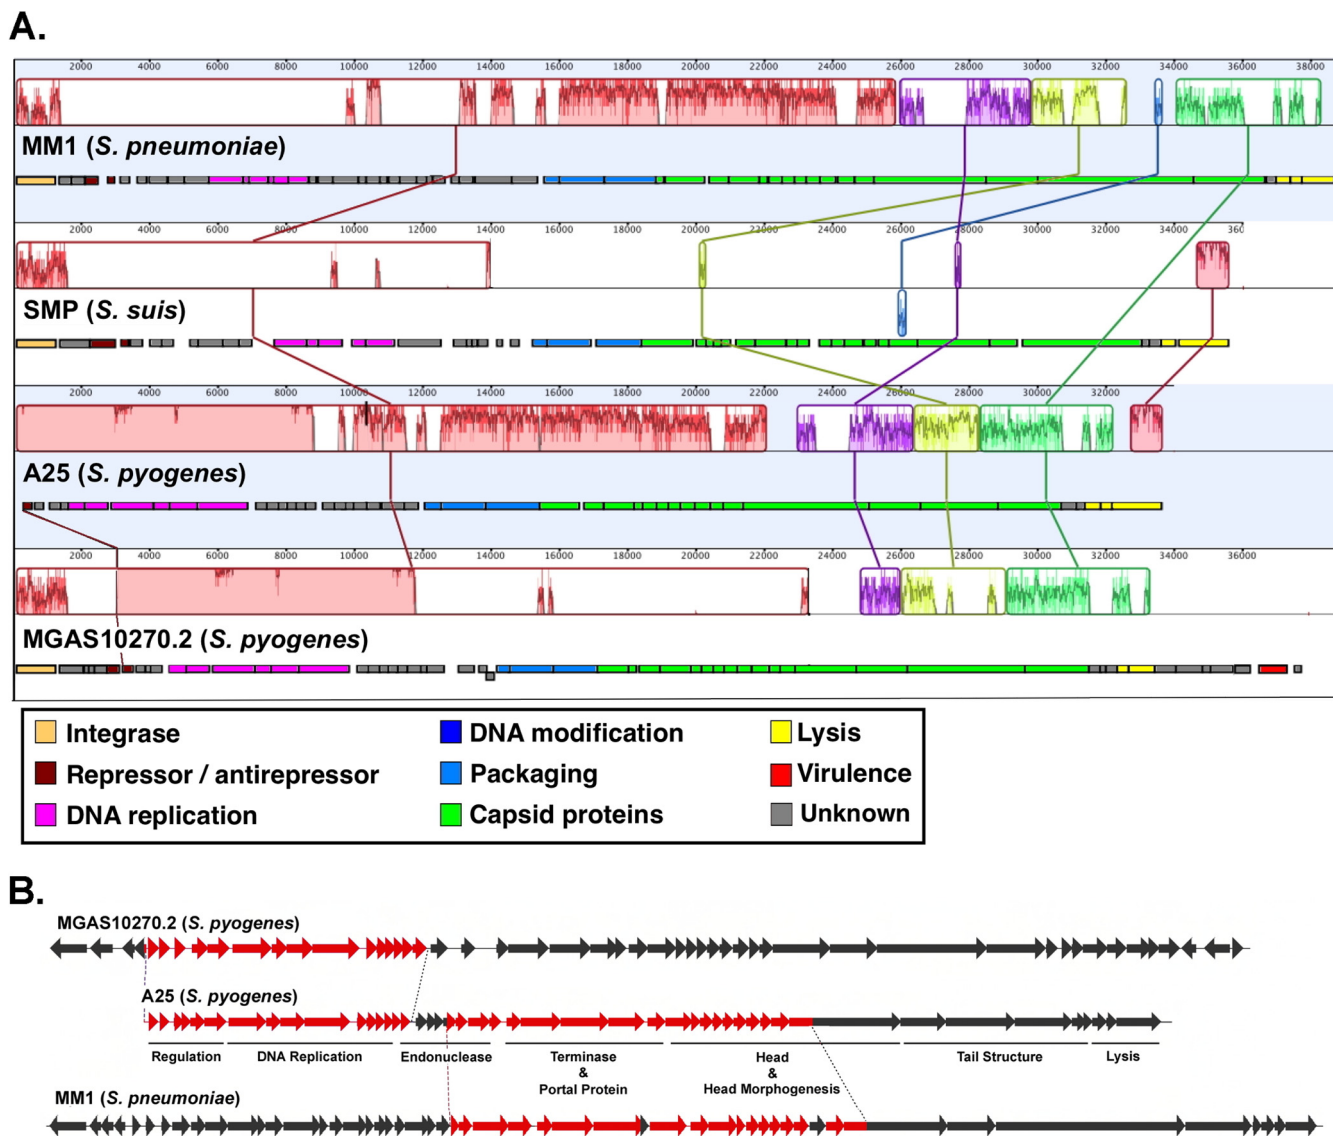 A.
2000 4000 6000 8000 10000 12000 14000 16000 18000 20000 22000 24000 26000 28000 30000 32000 34000 36000 38000
MM1 (S. pneumoniae)
2000 4000 6000 8000 10000 12000 14000 16000 18000 20000 22000 24000 26000 28000 30000 32000 34000 360
SMP (S. suis)
2000 4000 6000 8000 10000 12000 14000 16000 18000 20000 22000 24000 26000 28000 30000 32000
A25 (S. pyogenes)
2000 4000 6000 8000 10000 12000 14000 16000 18000 20000 22000 24000 26000 28000 30000 32000 34000 36000
MGAS10270.2 (S. pyogenes)
Integrase DNA modification Lysis
Repressor / antirepressor Packaging Virulence
DNA replication Capsid proteins Unknown
B.
MGAS10270.2 (S. pyogenes)
A25 (S. pyogenes)
Regulation DNA Replication Endonuclease Terminase Head Tail Structure Lysis
& &
Portal Protein Head Morphogenesis
MM1 (S. pneumoniae)